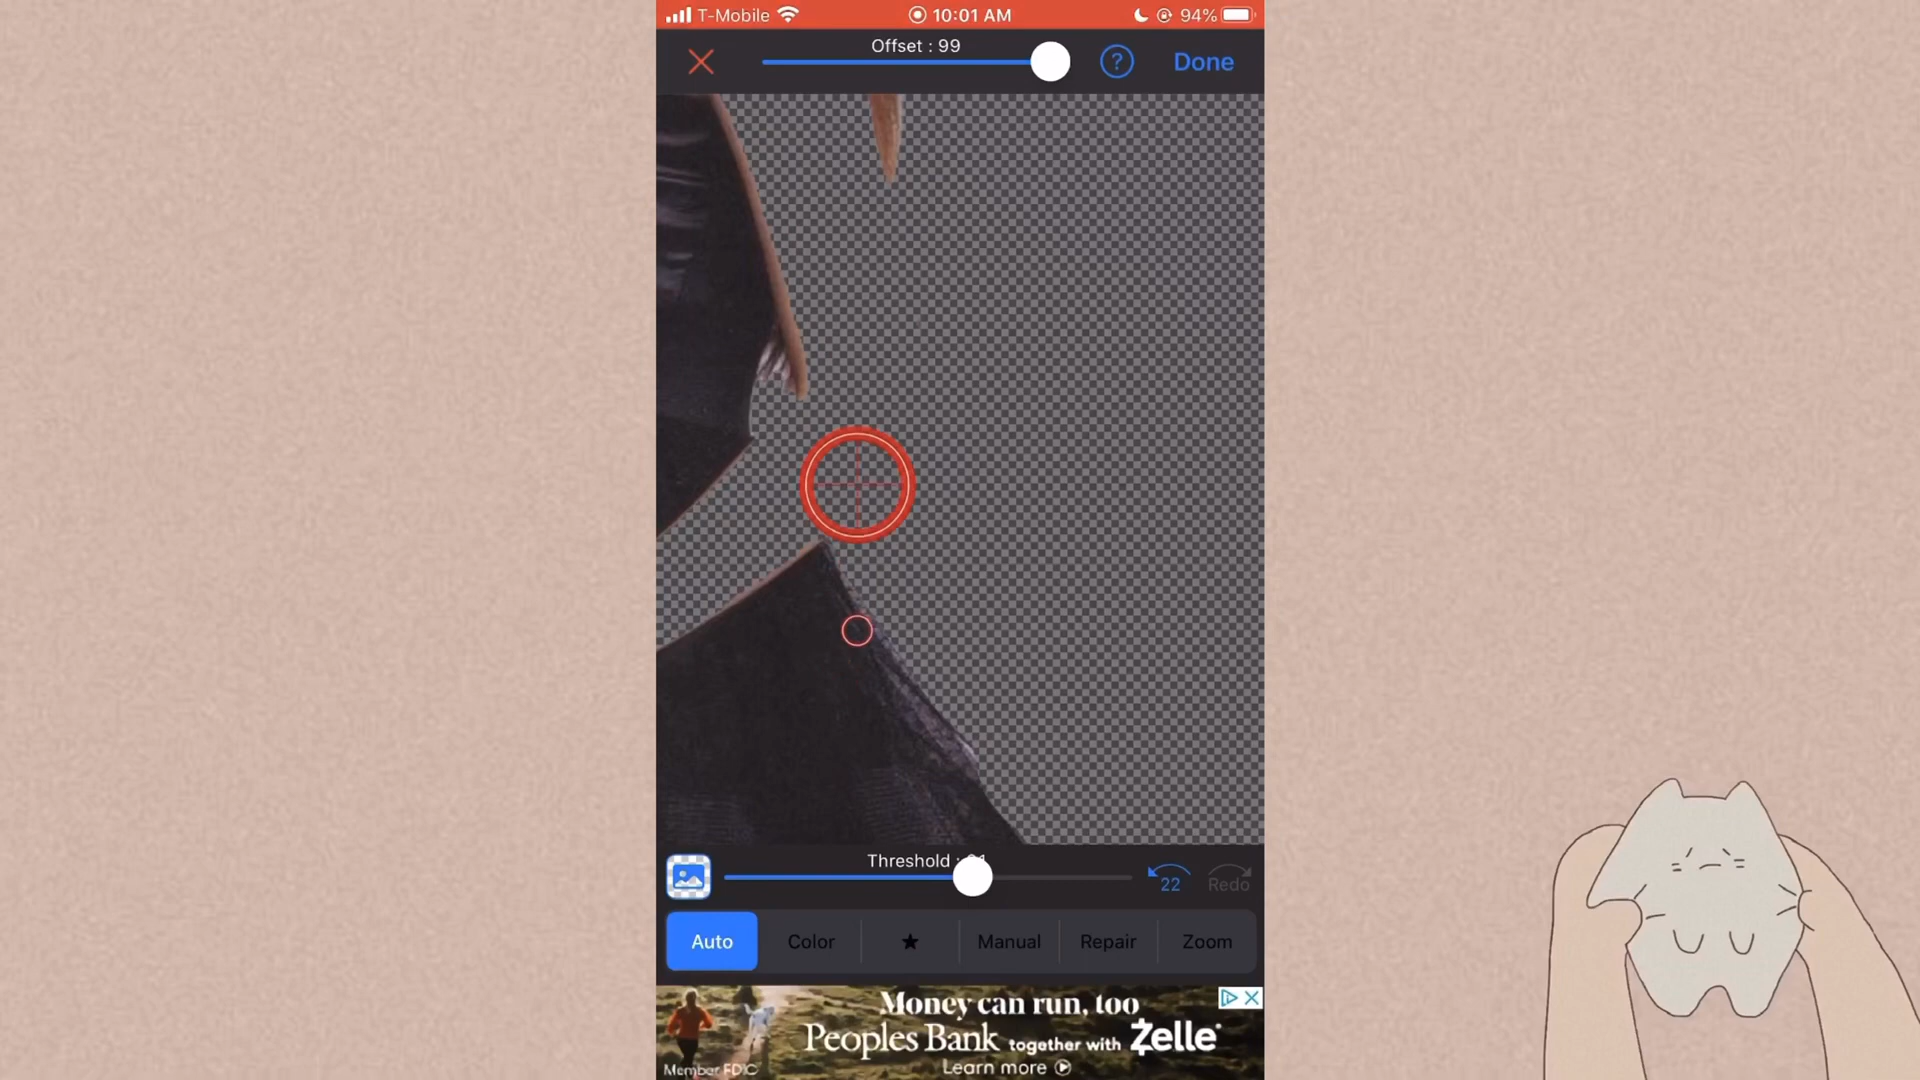 T-Mobile 10:01 AM 94%
Offset : 99
? Done
Threshold :
22 Redo
Auto Color ★ Manual Repair Zoom
Money can run, too
Peoples Bank together with Zelle®
Member FDIC Learn more